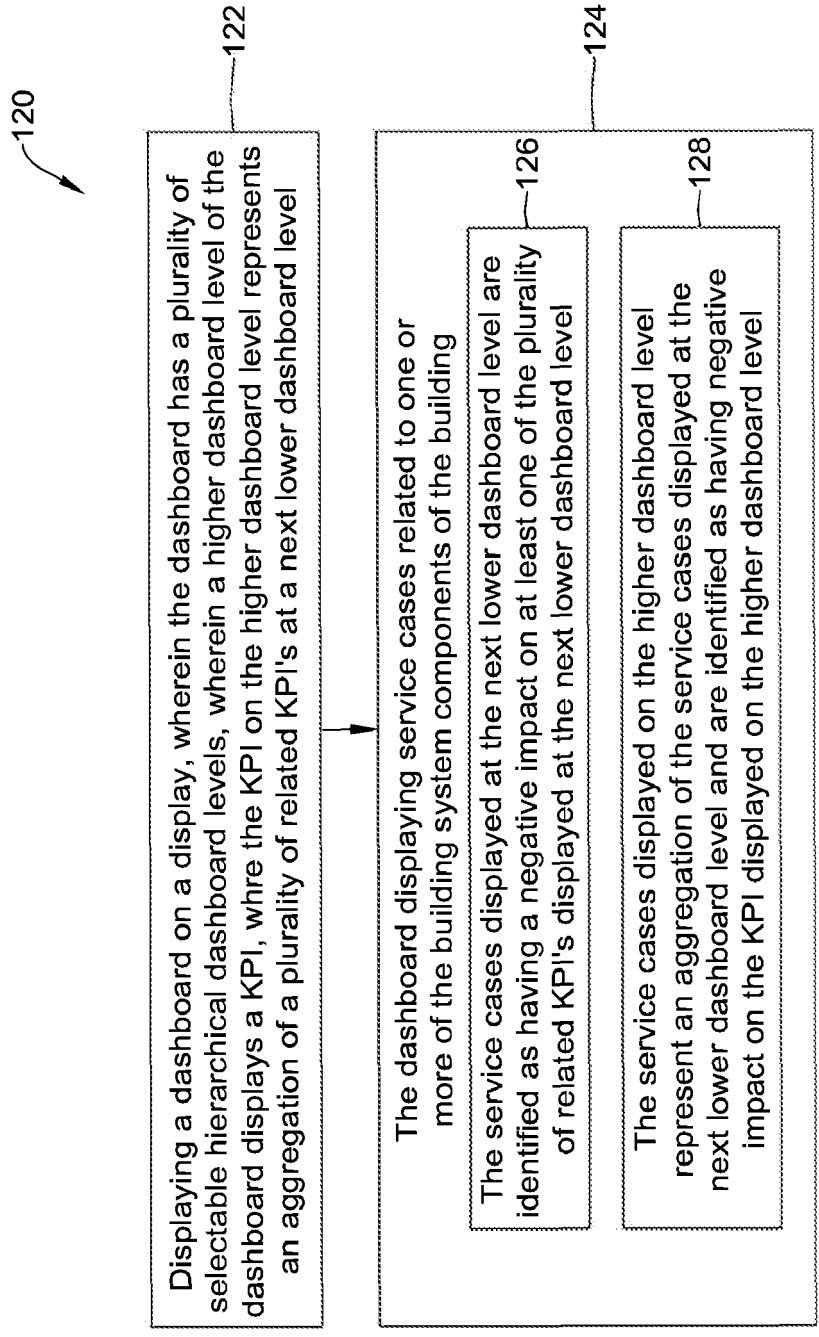 120
Displaying a dashboard on a display, wherein the dashboard has a plurality of
selectable hierarchical dashboard levels, wherein a higher dashboard level of the
dashboard displays a KPI, whre the KPI on the higher dashboard level represents
an aggregation of a plurality of related KPI's at a next lower dashboard level
122
The dashboard displaying service cases related to one or
more of the building system components of the building
124
The service cases displayed at the next lower dashboard level are
identified as having a negative impact on at least one of the plurality
of related KPI's displayed at the next lower dashboard level
126
The service cases displayed on the higher dashboard level
represent an aggregation of the service cases displayed at the
next lower dashboard level and are identified as having negative
impact on the KPI displayed on the higher dashboard level
128